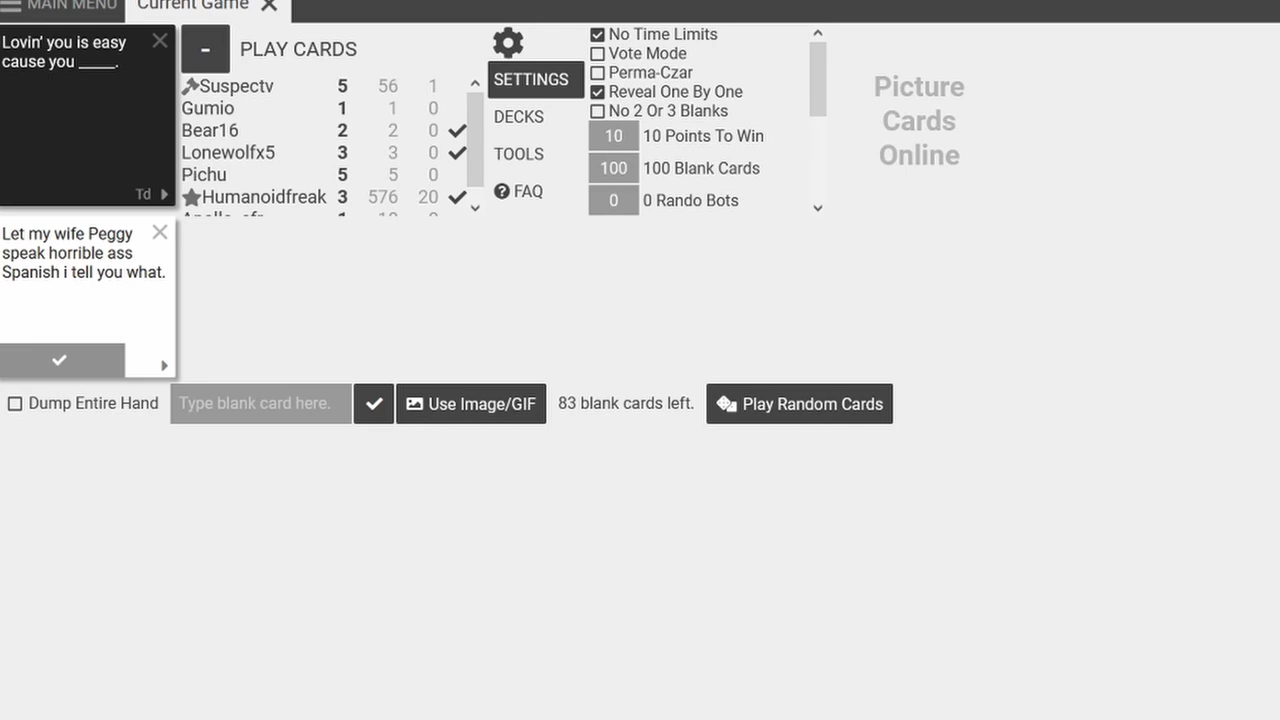 MAIN MENU
Current Game
Lovin' you is easy
cause you _____.
Td
- PLAY CARDS
Suspectv 5 56 1
Gumio 1 1 0
Bear16 2 2 0
Lonewolfx5 3 3 0
Pichu 5 5 0
Humanoidfreak 3 576 20
SETTINGS
DECKS
TOOLS
FAQ
No Time Limits
Vote Mode
Perma-Czar
Reveal One By One
No 2 Or 3 Blanks
10 10 Points To Win
100 100 Blank Cards
0 0 Rando Bots
Picture
Cards
Online
Let my wife Peggy
speak horrible ass
Spanish i tell you what.
Dump Entire Hand Type blank card here. Use Image/GIF 83 blank cards left. Play Random Cards